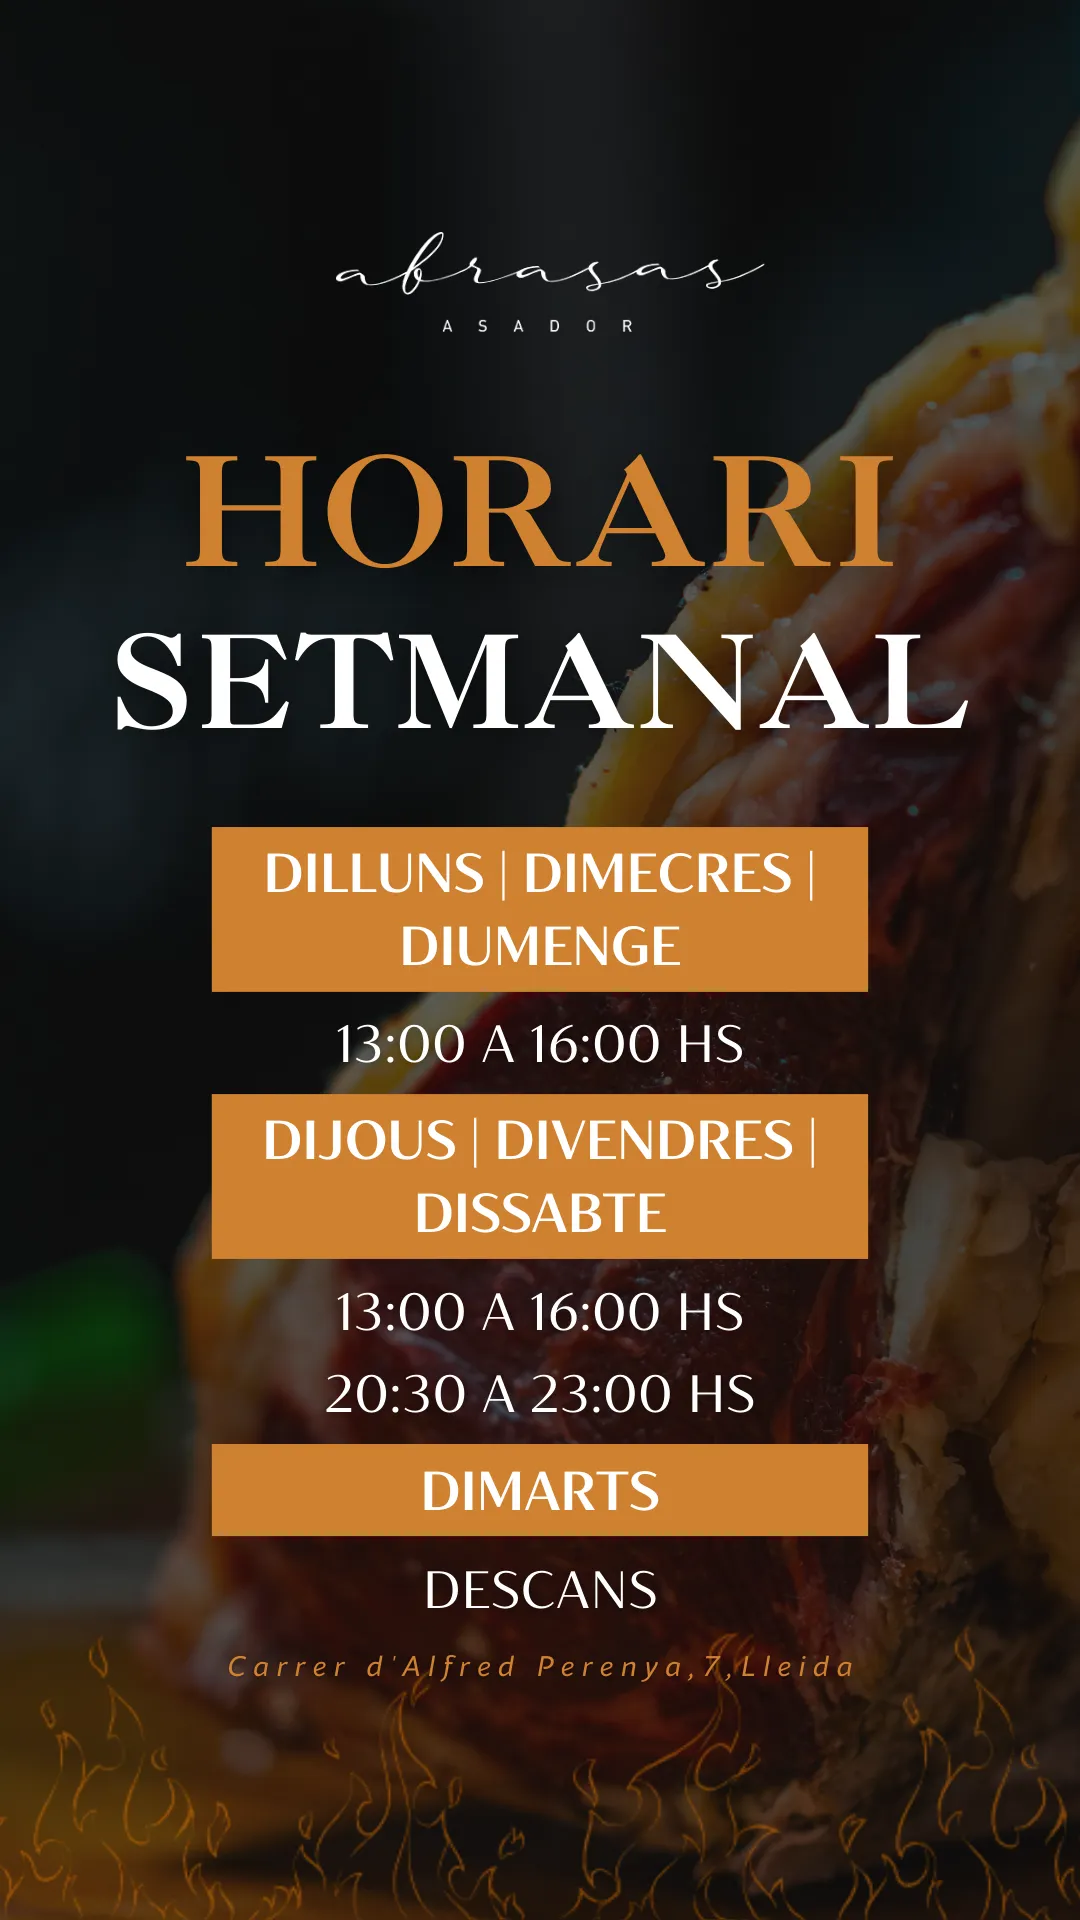 abrasas
ASADOR
HORARI
SETMANAL
DILLUNS | DIMECRES |
DIUMENGE
13:00 A 16:00 HS
DIJOUS | DIVENDRES |
DISSABTE
13:00 A 16:00 HS
20:30 A 23:00 HS
DIMARTS
DESCANS
Carrer d'Alfred Perenya,7,Lleida